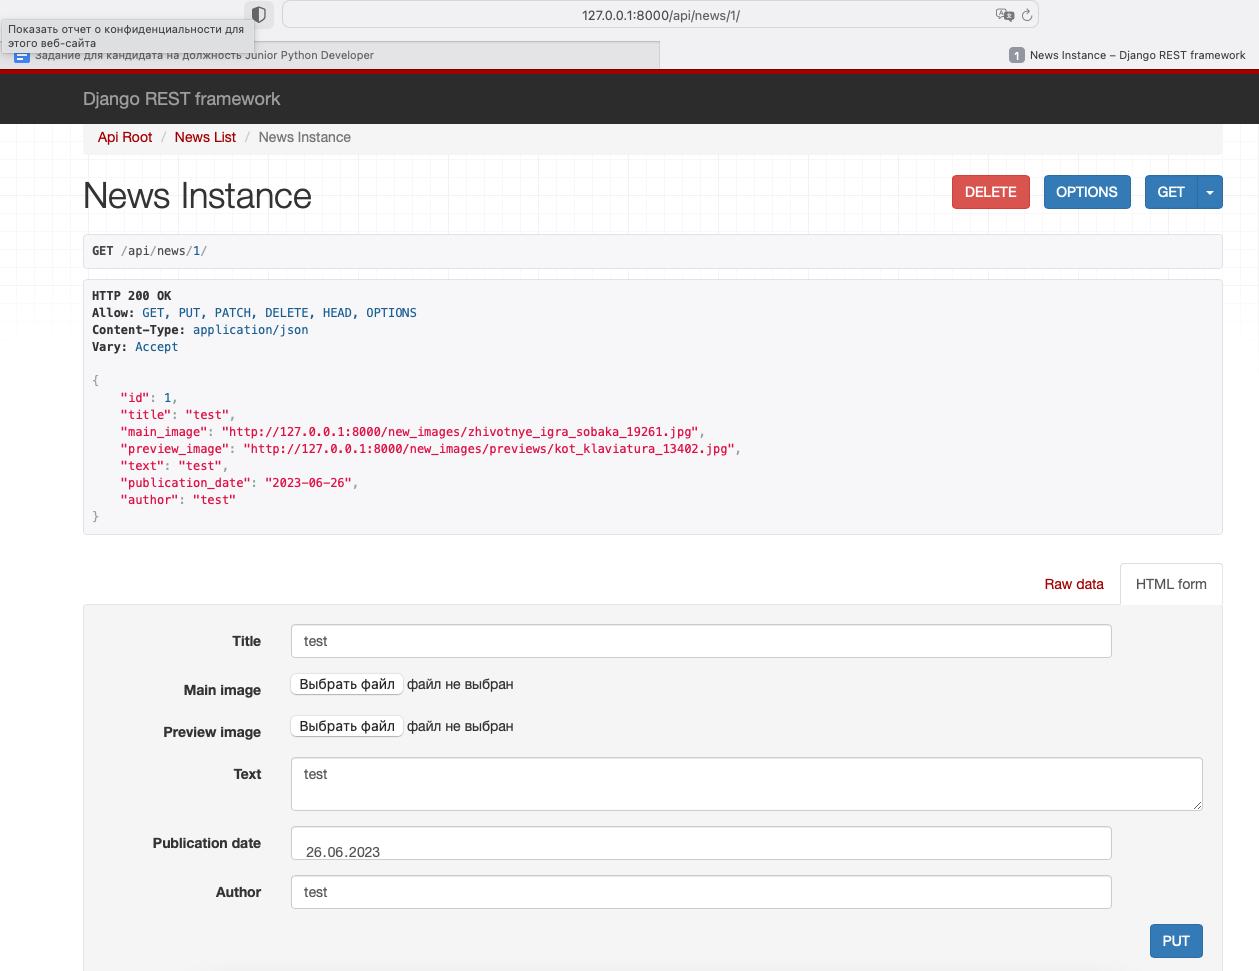 127.0.0.1:8000/api/news/1/
Показать отчет о конфиденциальности для
этого веб-сайта
Задание для кандидата на должность Junior Python Developer
1 News Instance – Django REST framework
Django REST framework
Api Root / News List / News Instance
News Instance
DELETE
OPTIONS
GET
GET /api/news/1/
HTTP 200 OK
Allow: GET, PUT, PATCH, DELETE, HEAD, OPTIONS
Content-Type: application/json
Vary: Accept
{
    "id": 1,
    "title": "test",
    "main_image": "http://127.0.0.1:8000/new_images/zhivotnye_igra_sobaka_19261.jpg",
    "preview_image": "http://127.0.0.1:8000/new_images/previews/kot_klaviatura_13402.jpg",
    "text": "test",
    "publication_date": "2023-06-26",
    "author": "test"
}
Raw data
HTML form
Title test
Main image Выбрать файл файл не выбран
Preview image Выбрать файл файл не выбран
Text test
Publication date 26.06.2023
Author test
PUT